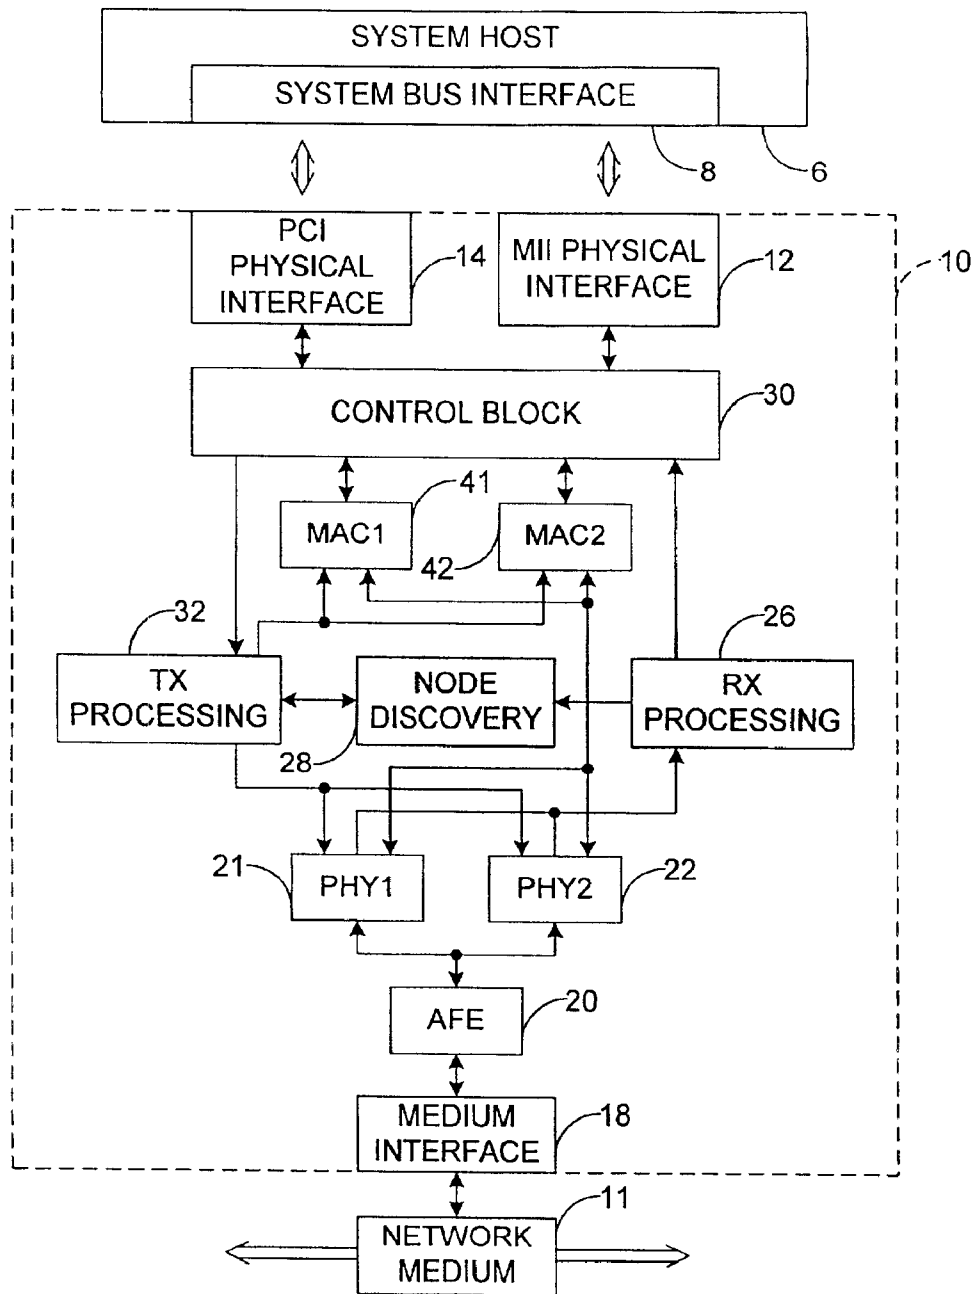 SYSTEM HOST
SYSTEM BUS INTERFACE
8
6
PCI
PHYSICAL
INTERFACE
14
MII PHYSICAL
INTERFACE
12
10
CONTROL BLOCK
30
MAC1
41
MAC2
42
TX
PROCESSING
32
NODE
DISCOVERY
28
RX
PROCESSING
26
PHY1
21
PHY2
22
AFE
20
MEDIUM
INTERFACE
18
NETWORK
MEDIUM
11